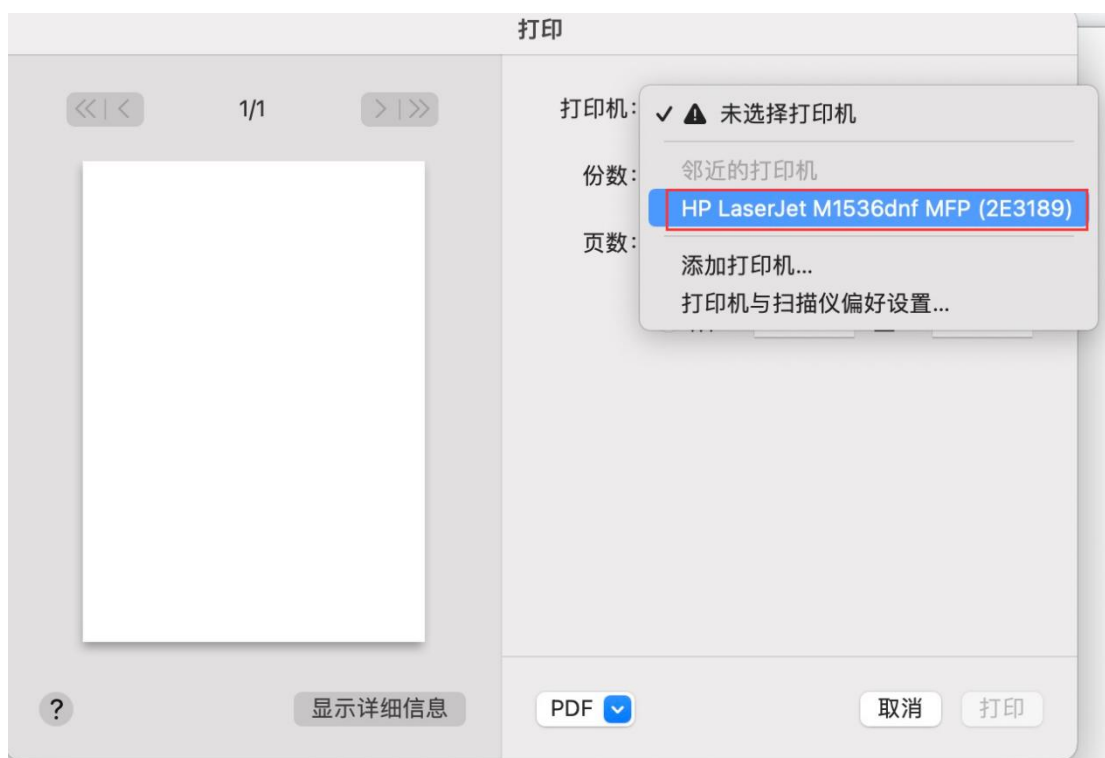 打印
1/1
打印机:
✓ 未选择打印机
邻近的打印机
份数:
HP LaserJet M1536dnf MFP (2E3189)
页数:
添加打印机...
打印机与扫描仪偏好设置...
?
显示详细信息
PDF
取消
打印